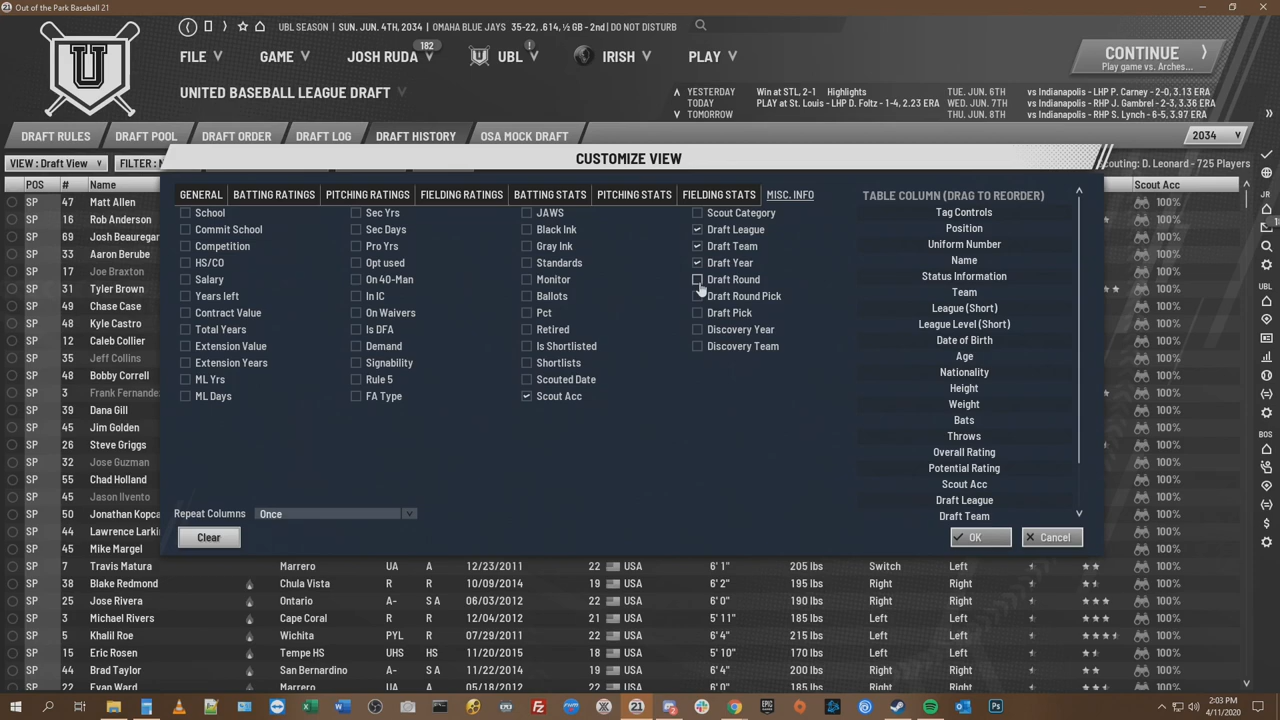 Out of the Park Baseball 21
UBL SEASON | SUN. JUN. 4TH, 2034 | OMAHA BLUE JAYS 35-22, .614, ½ GB - 2nd | DO NOT DISTURB
FILE GAME JOSH RUDA 182 UBL ! IRISH PLAY
CONTINUE
Play game vs. Arches...
UNITED BASEBALL LEAGUE DRAFT
YESTERDAY Win at STL, 2-1 Highlights TUE. JUN. 6TH vs Indianapolis - LHP P. Carney - 2-0, 3.13 ERA
TODAY PLAY at St. Louis - LHP D. Foltz - 1-4, 2.23 ERA WED. JUN. 7TH vs Indianapolis - RHP J. Gambrel - 2-3, 3.36 ERA
TOMORROW THU. JUN. 8TH vs Indianapolis - RHP S. Lynch - 6-5, 3.97 ERA
DRAFT RULES DRAFT POOL DRAFT ORDER DRAFT LOG DRAFT HISTORY OSA MOCK DRAFT 2034
VIEW : Draft View FILTER : Scouting: D. Leonard - 725 Players
CUSTOMIZE VIEW
POS # Name Scout Acc
GENERAL BATTING RATINGS PITCHING RATINGS FIELDING RATINGS BATTING STATS PITCHING STATS FIELDING STATS MISC. INFO
School Sec Yrs JAWS Scout Category
Commit School Sec Days Black Ink Draft League
Competition Pro Yrs Gray Ink Draft Team
HS/CO Opt used Standards Draft Year
Salary On 40-Man Monitor Draft Round
Years left In IC Ballots Draft Round Pick
Contract Value On Waivers Pct Draft Pick
Total Years Is DFA Retired Discovery Year
Extension Value Demand Is Shortlisted Discovery Team
Extension Years Signability Shortlists
ML Yrs Rule 5 Scouted Date
ML Days FA Type Scout Acc
Repeat Columns Once
Clear
TABLE COLUMN (DRAG TO REORDER)
Tag Controls
Position
Uniform Number
Name
Status Information
Team
League (Short)
League Level (Short)
Date of Birth
Age
Nationality
Height
Weight
Bats
Throws
Overall Rating
Potential Rating
Scout Acc
Draft League
Draft Team
OK Cancel
SP 47 Matt Allen 100%
SP 48 Rob Anderson 100%
SP 69 Josh Beauregar 100%
SP 33 Aaron Berube 100%
SP 17 Joe Braxton 100%
SP 31 Tyler Brown 100%
SP 39 Chase Case 100%
SP 48 Kyle Castro 100%
SP 12 Caleb Collier 100%
SP 35 Jeff Collins 100%
SP 48 Bobby Correll 100%
SP 3 Frank Fernande 100%
SP 39 Dana Gill 100%
SP 45 Jim Golden 100%
SP 26 Steve Griggs 100%
SP 32 Jose Guzman 100%
SP 55 Chad Holland 100%
SP 45 Jason Ilvento 100%
SP 50 Jonathan Kopca 100%
SP 44 Lawrence Larkin 100%
SP 45 Mike Margel 100%
SP 7 Travis Matura Marrero UA A 12/23/2011 22 USA 6' 1" 205 lbs Switch Left 100%
SP 38 Blake Redmond Chula Vista R R 10/09/2014 19 USA 6' 2" 195 lbs Right Right 100%
SP 25 Jose Rivera Ontario A- S A 06/03/2012 22 USA 6' 0" 190 lbs Right Right 100%
SP 3 Michael Rivers Cape Coral R R 12/04/2012 21 USA 5' 11" 185 lbs Left Left 100%
SP 5 Khalil Roe Wichita PYL R 07/29/2011 22 USA 6' 4" 215 lbs Left Left 100%
SP 15 Eric Rosen Tempe HS UHS HS 11/20/2015 18 USA 5' 10" 170 lbs Left Left 100%
SP 44 Brad Taylor San Bernardino A- S A 11/22/2014 19 USA 6' 4" 200 lbs Right Right 100%
SP 22 Evan Ward Marrero UA A 05/18/2012 22 USA 6' 0" 185 lbs Right Right 100%
UBL
BOS
2:03 PM
4/11/2020